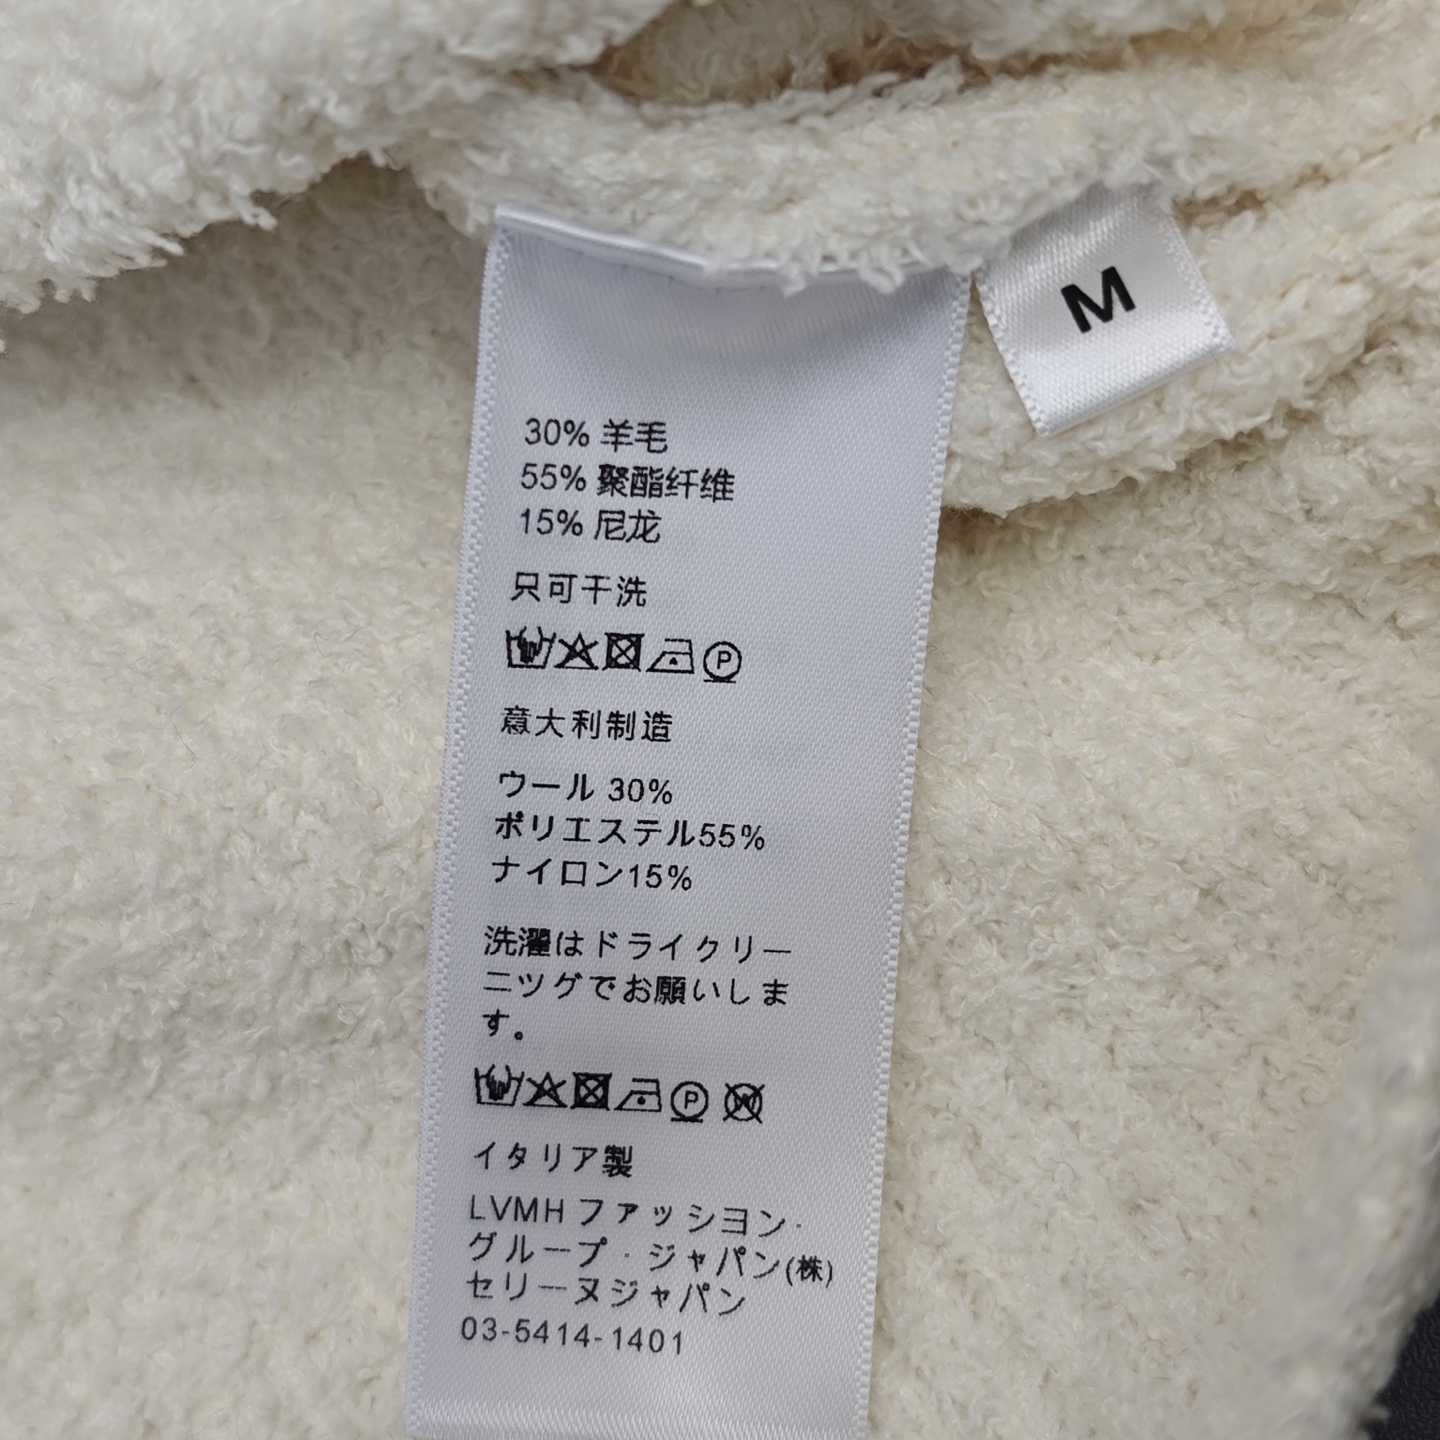 M
30% 羊毛
55% 聚酯纤维
15% 尼龙
只可干洗
P
意大利制造
ウール 30%
ポリエステル55%
ナイロン15%
洗濯はドライクリー
ニツグでお願いしま
す。
P W
イタリア製
LVMH ファッシヨン·
グループ · ジャパン(株)
セリーヌジャパン
03-5414-1401